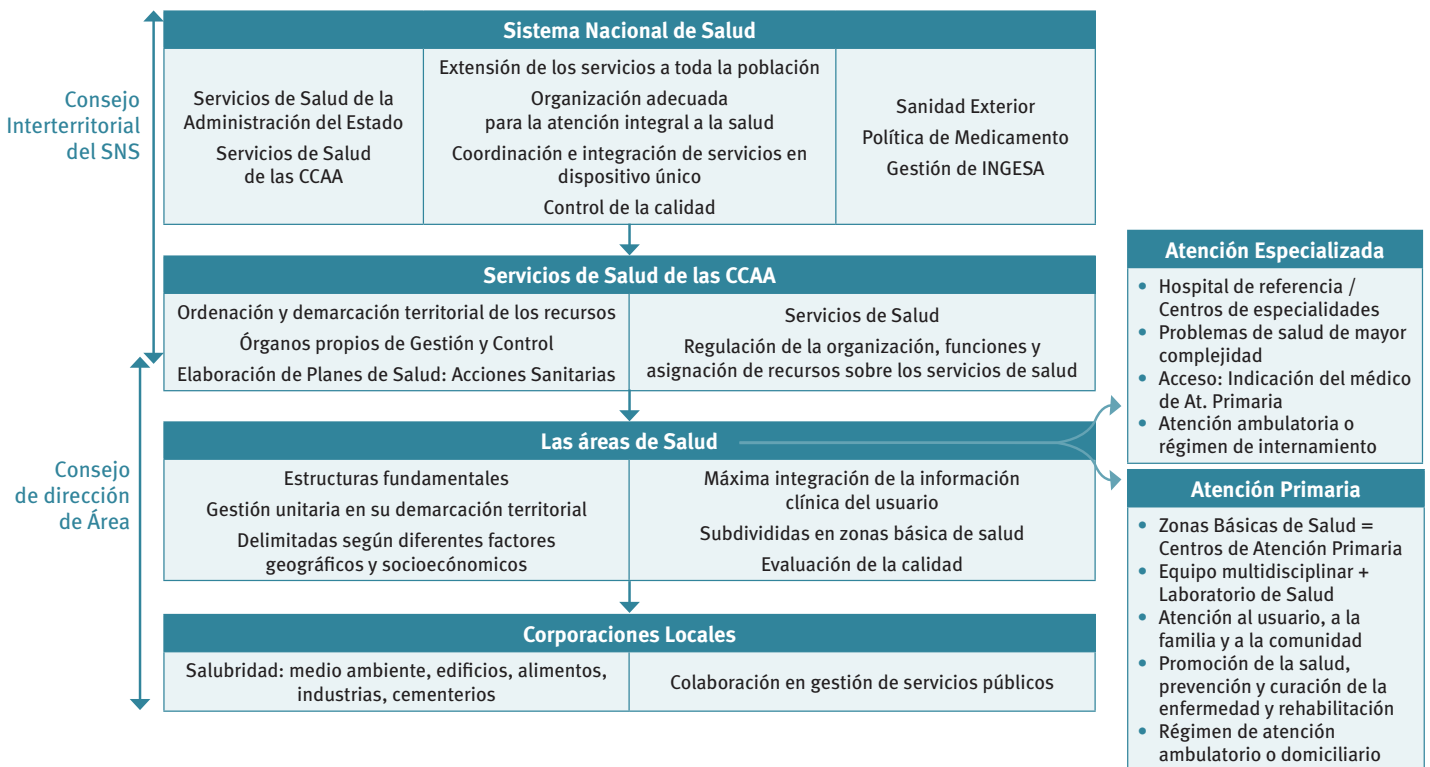 Consejo
Interterritorial
del SNS
Sistema Nacional de Salud
Servicios de Salud de la
Administración del Estado
Servicios de Salud
de las CCAA
Extensión de los servicios a toda la población
Organización adecuada
para la atención integral a la salud
Coordinación e integración de servicios en
dispositivo único
Control de la calidad
Sanidad Exterior
Política de Medicamento
Gestión de INGESA
Servicios de Salud de las CCAA
Ordenación y demarcación territorial de los recursos
Órganos propios de Gestión y Control
Elaboración de Planes de Salud: Acciones Sanitarias
Servicios de Salud
Regulación de la organización, funciones y
asignación de recursos sobre los servicios de salud
Consejo
de dirección
de Área
Las áreas de Salud
Estructuras fundamentales
Gestión unitaria en su demarcación territorial
Delimitadas según diferentes factores
geográficos y socioecónomicos
Máxima integración de la información
clínica del usuario
Subdivididas en zonas básica de salud
Evaluación de la calidad
Corporaciones Locales
Salubridad: medio ambiente, edificios, alimentos,
industrias, cementerios
Colaboración en gestión de servicios públicos
Atención Especializada
• Hospital de referencia /
Centros de especialidades
• Problemas de salud de mayor
complejidad
• Acceso: Indicación del médico
de At. Primaria
• Atención ambulatoria o
régimen de internamiento
Atención Primaria
• Zonas Básicas de Salud =
Centros de Atención Primaria
• Equipo multidisciplinar +
Laboratorio de Salud
• Atención al usuario, a la
familia y a la comunidad
• Promoción de la salud,
prevención y curación de la
enfermedad y rehabilitación
• Régimen de atención
ambulatorio o domiciliario